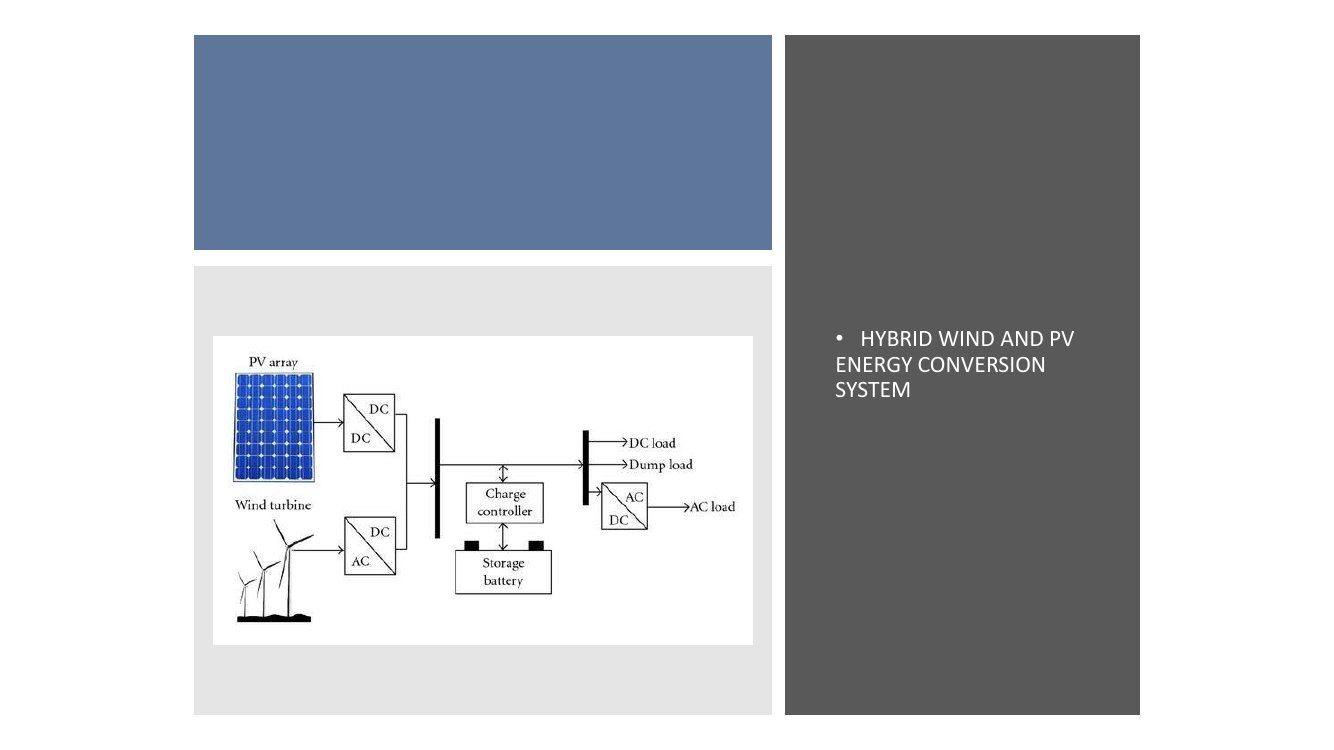 PV array
DC
DC
Wind turbine
DC
AC
Charge
controller
Storage
battery
DC load
Dump load
AC
DC
AC load
• HYBRID WIND AND PV
ENERGY CONVERSION
SYSTEM